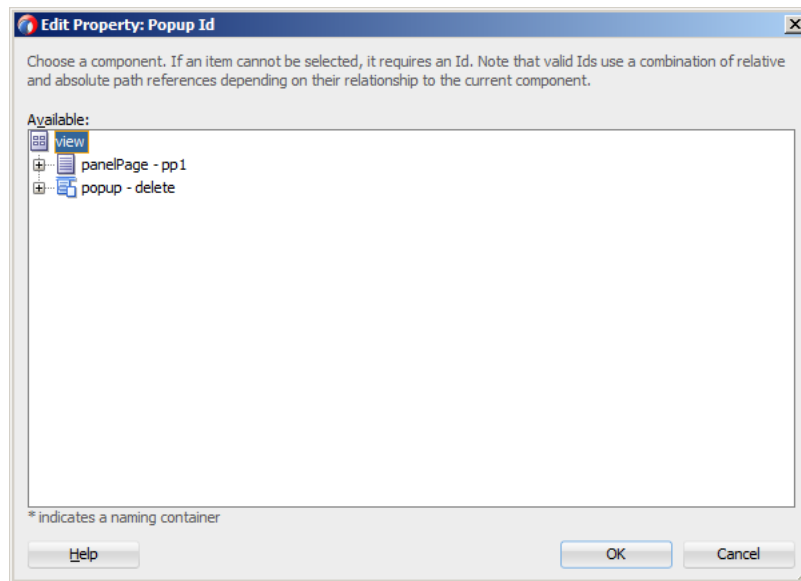 Edit Property: Popup Id
Choose a component. If an item cannot be selected, it requires an Id. Note that valid Ids use a combination of relative
and absolute path references depending on their relationship to the current component.
Available:
view
panelPage - pp1
popup - delete
* indicates a naming container
Help
OK
Cancel